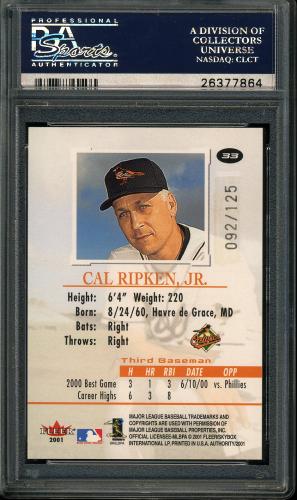 PROFESSIONAL
PSA
Sports
AUTHENTICATOR
A DIVISION OF
COLLECTORS
UNIVERSE
NASDAQ: CLCT
26377864
33
092/125
CAL RIPKEN, JR.
Height: 6'4" Weight: 220
Born: 8/24/60, Havre de Grace, MD
Bats: Right
Throws: Right
Orioles
Third Baseman
H HR RBI DATE OPP
2000 Best Game 3 1 3 6/10/00 vs. Phillies
Career Highs 6 3 8
FLEER
2001
MAJOR LEAGUE BASEBALL TRADEMARKS AND
COPYRIGHTS ARE USED WITH PERMISSION OF
MAJOR LEAGUE BASEBALL PROPERTIES, INC.
OFFICIAL LICENSEE-MLBPA © 2001 FLEER/SKYBOX
INTERNATIONAL LP. PRINTED IN U.S.A. AUTHORITY/2001